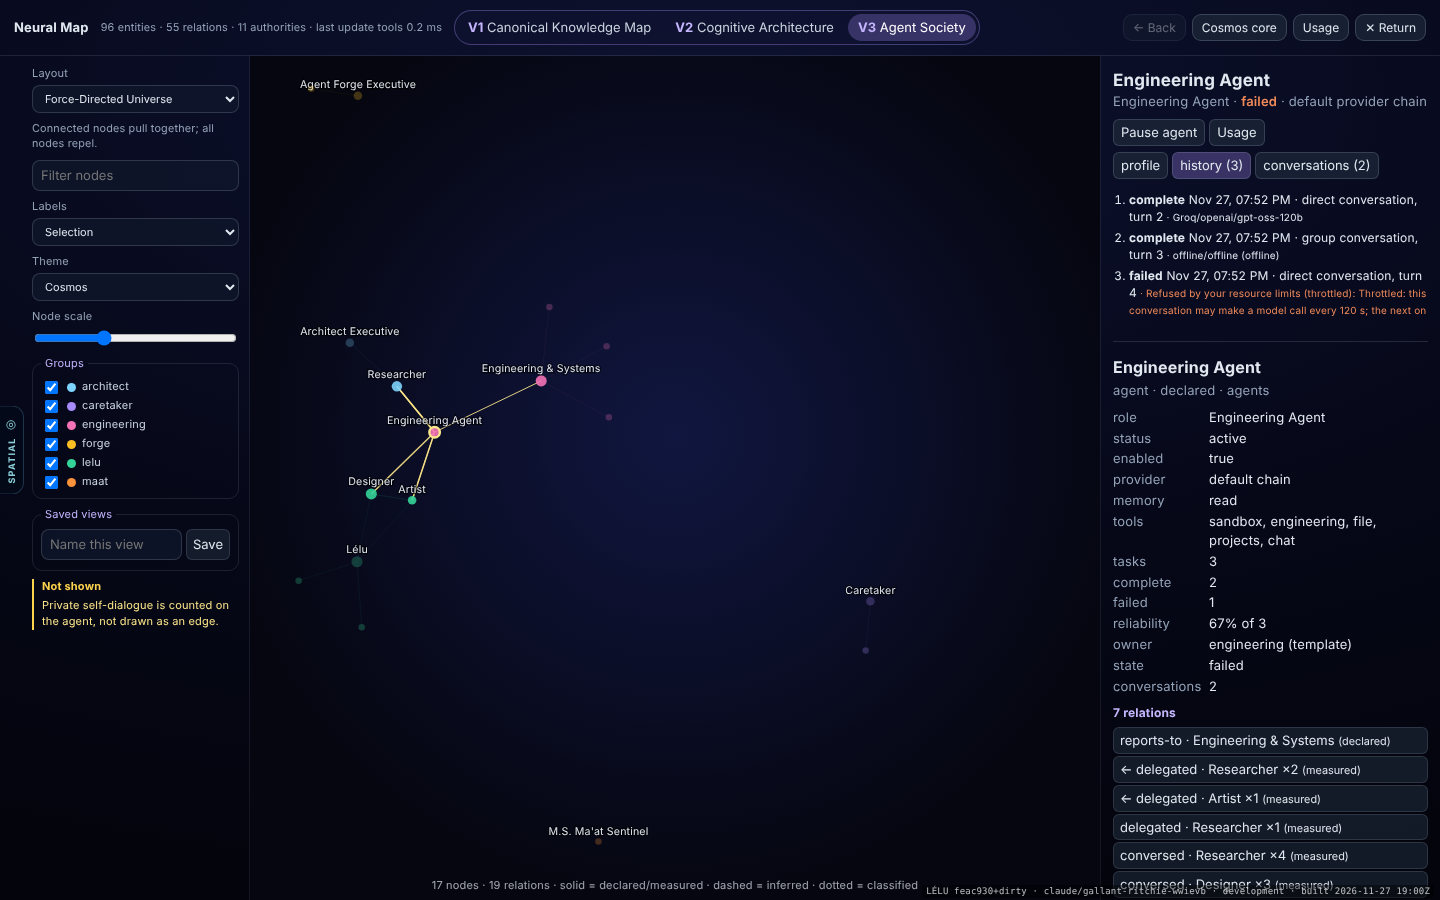 Neural Map
96 entities · 55 relations · 11 authorities · last update tools 0.2 ms
V1 Canonical Knowledge Map
V2 Cognitive Architecture
V3 Agent Society
← Back
Cosmos core
Usage
✕ Return
Layout
Force-Directed Universe
Connected nodes pull together; all
nodes repel.
Filter nodes
Labels
Selection
Theme
Cosmos
Node scale
Groups
architect
caretaker
engineering
forge
lelu
maat
Saved views
Name this view
Save
Not shown
Private self-dialogue is counted on
the agent, not drawn as an edge.
SPATIAL ◎
Agent Forge Executive
Architect Executive
Researcher
Engineering & Systems
Engineering Agent
Designer
Artist
Lélu
Caretaker
M.S. Ma'at Sentinel
17 nodes · 19 relations · solid = declared/measured · dashed = inferred · dotted = classified
Engineering Agent
Engineering Agent · failed · default provider chain
Pause agent
Usage
profile
history (3)
conversations (2)
1. complete Nov 27, 07:52 PM · direct conversation,
turn 2 · Groq/openai/gpt-oss-120b
2. complete Nov 27, 07:52 PM · group conversation,
turn 3 · offline/offline (offline)
3. failed Nov 27, 07:52 PM · direct conversation, turn
4 · Refused by your resource limits (throttled): Throttled: this
conversation may make a model call every 120 s; the next on
Engineering Agent
agent · declared · agents
role Engineering Agent
status active
enabled true
provider default chain
memory read
tools sandbox, engineering, file,
projects, chat
tasks 3
complete 2
failed 1
reliability 67% of 3
owner engineering (template)
state failed
conversations 2
7 relations
reports-to · Engineering & Systems (declared)
← delegated · Researcher ×2 (measured)
← delegated · Artist ×1 (measured)
delegated · Researcher ×1 (measured)
conversed · Researcher ×4 (measured)
conversed · Designer ×3 (measured)
LÉLU feac930+dirty · claude/gallant-ritchie-wwievb · development · built 2026-11-27 19:00Z